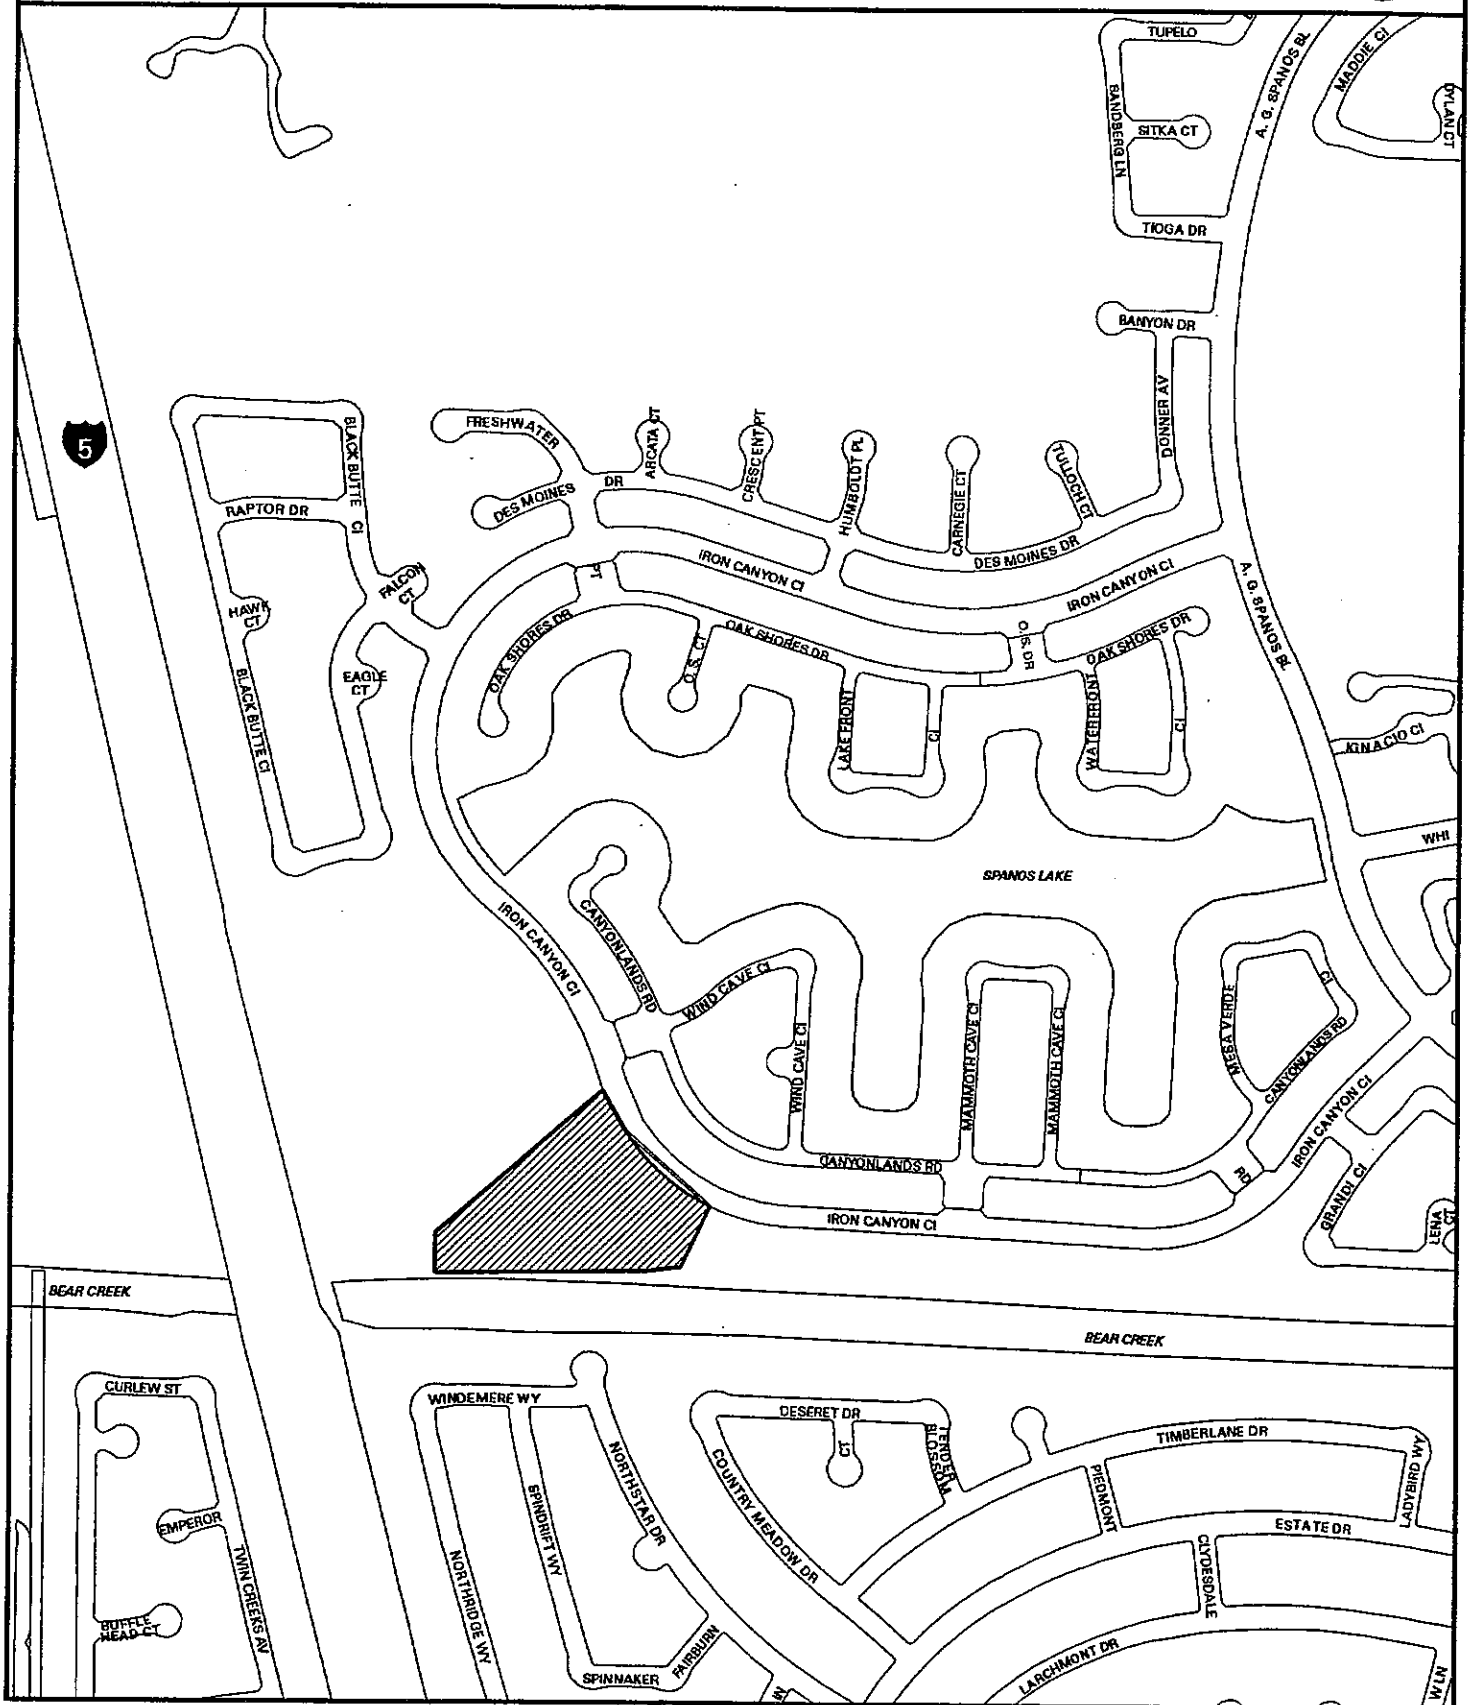 TUPELO
A. G. SPANOS BL
MADDIE CI
DYLAN CT
SANDBERG LN
SITKA CT
TIOGA DR
BANYON DR
DONNER AV
5
FRESHWATER
ARCATA CT
CRESCENT PT
HUMBOLDT PL
CARNEGIE CT
TULLOCH CT
BLACK BUTTE CI
RAPTOR DR
DES MOINES DR
DES MOINES DR
IRON CANYON CI
IRON CANYON CI
A. G. SPANOS BL
PT
FALCON
CT
HAWK
CT
EAGLE
CT
BLACK BUTTE CI
OAK SHORES DR
O.S. CT
OAK SHORES DR
O.S. DR
OAK SHORES DR
LAKE FRONT
CI
WATERFRONT
CI
IGNACIO CI
WHI
SPANOS LAKE
IRON CANYON CI
CANYONLANDS RD
WIND CAVE CI
WIND CAVE CI
MAMMOTH CAVE CI
MAMMOTH CAVE CI
MESA VERDE
CI
CANYONLANDS RD
IRON CANYON CI
CANYONLANDS RD
RD
GRANDI CI
LENA
CT
IRON CANYON CI
BEAR CREEK
BEAR CREEK
CURLEW ST
WINDEMERE WY
DESERET DR
CT
TENDER
BLOSSOM
TIMBERLANE DR
PIEDMONT
LADYBIRD WY
NORTHSTAR DR
COUNTRY MEADOW DR
SPINDRIFT WY
EMPEROR
ESTATE DR
CLYDESDALE
TWIN CREEKS AV
NORTHRIDGE WY
BUFFLE
HEAD CT
SPINNAKER
FAIRBURN
LARCHMONT DR
W LN